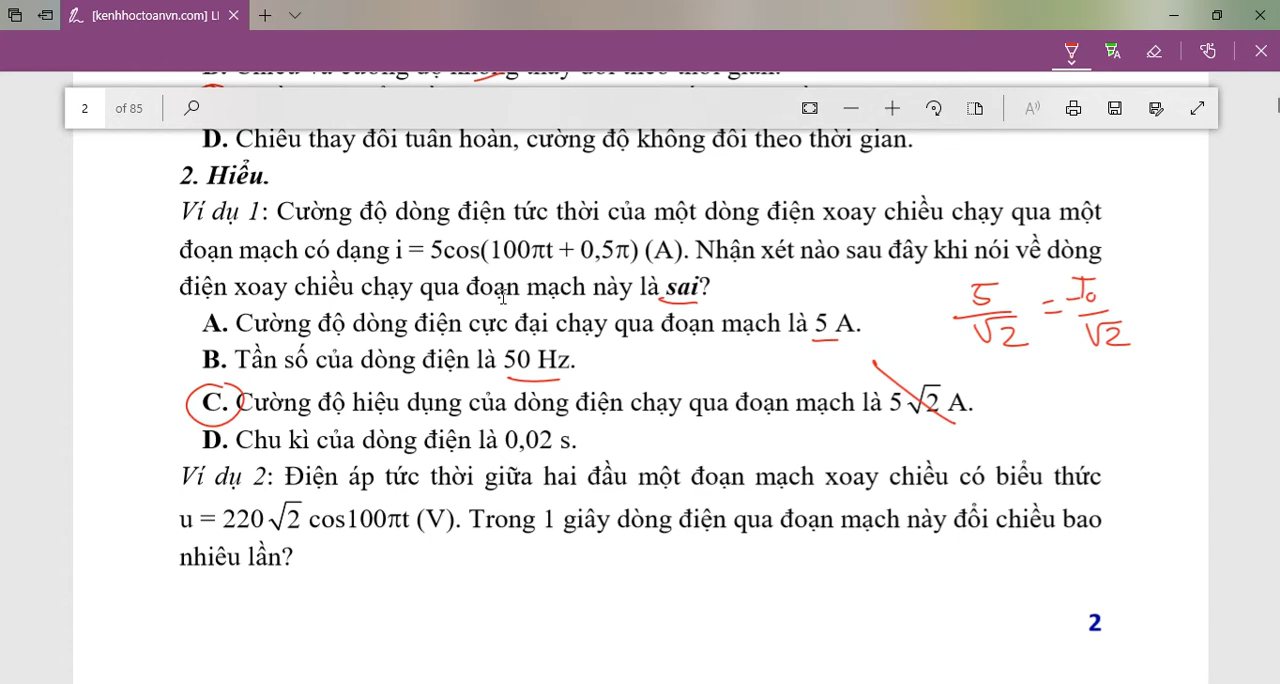 [kenhhoctoanvn.com] LI
2 of 85
D. Chiều thay đổi tuân hoàn, cường độ không đổi theo thời gian.
2. Hiểu.
Ví dụ 1: Cường độ dòng điện tức thời của một dòng điện xoay chiều chạy qua một
đoạn mạch có dạng i = 5cos(100πt + 0,5π) (A). Nhận xét nào sau đây khi nói về dòng
điện xoay chiều chạy qua đoạn mạch này là sai?
5/√2 = I₀/√2
A. Cường độ dòng điện cực đại chạy qua đoạn mạch là 5 A.
B. Tần số của dòng điện là 50 Hz.
C. Cường độ hiệu dụng của dòng điện chạy qua đoạn mạch là 5√2 A.
D. Chu kì của dòng điện là 0,02 s.
Ví dụ 2: Điện áp tức thời giữa hai đầu một đoạn mạch xoay chiều có biểu thức
u = 220√2 cos100πt (V). Trong 1 giây dòng điện qua đoạn mạch này đổi chiều bao
nhiêu lần?
2